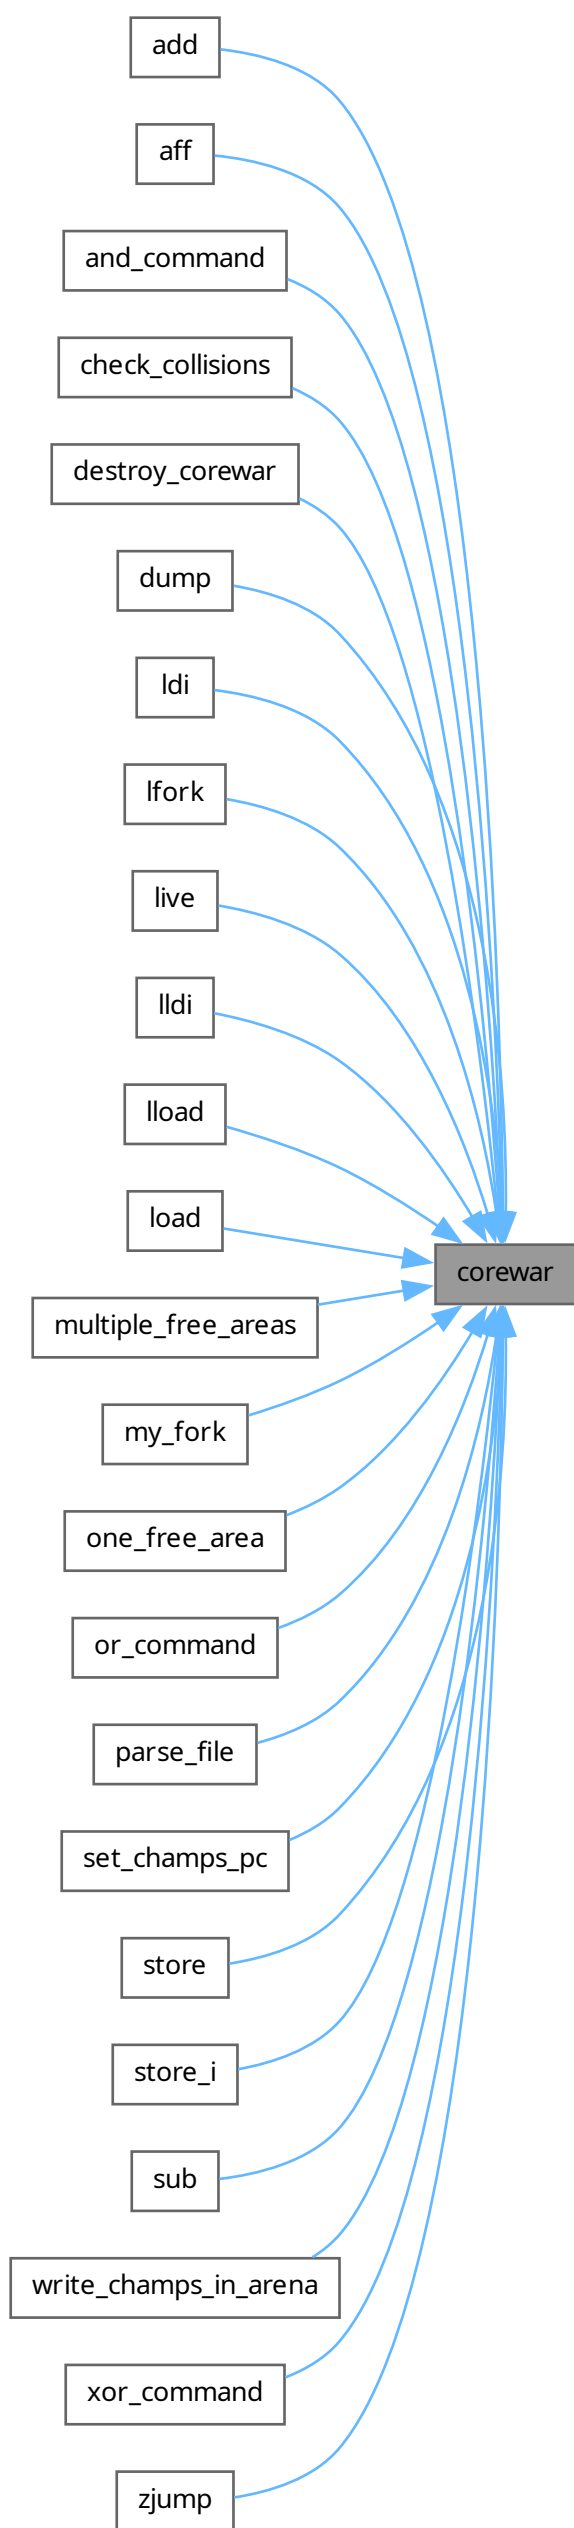 add
aff
and_command
check_collisions
destroy_corewar
dump
ldi
lfork
live
lldi
lload
load
corewar
multiple_free_areas
my_fork
one_free_area
or_command
parse_file
set_champs_pc
store
store_i
sub
write_champs_in_arena
xor_command
zjump